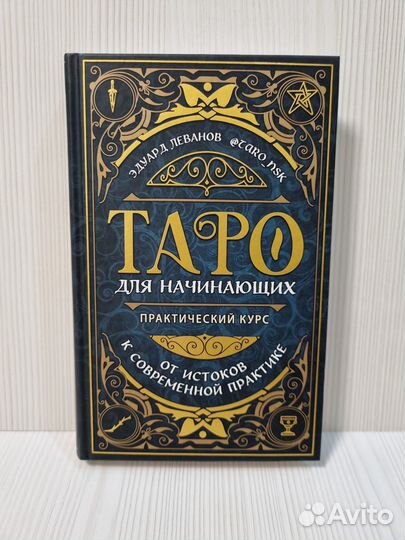 ЭДУАРД ЛЕВАНОВ @TARO_NSK
ТАРО
ДЛЯ НАЧИНАЮЩИХ
ПРАКТИЧЕСКИЙ КУРС
ОТ ИСТОКОВ
К СОВРЕМЕННОЙ ПРАКТИКЕ
Avito